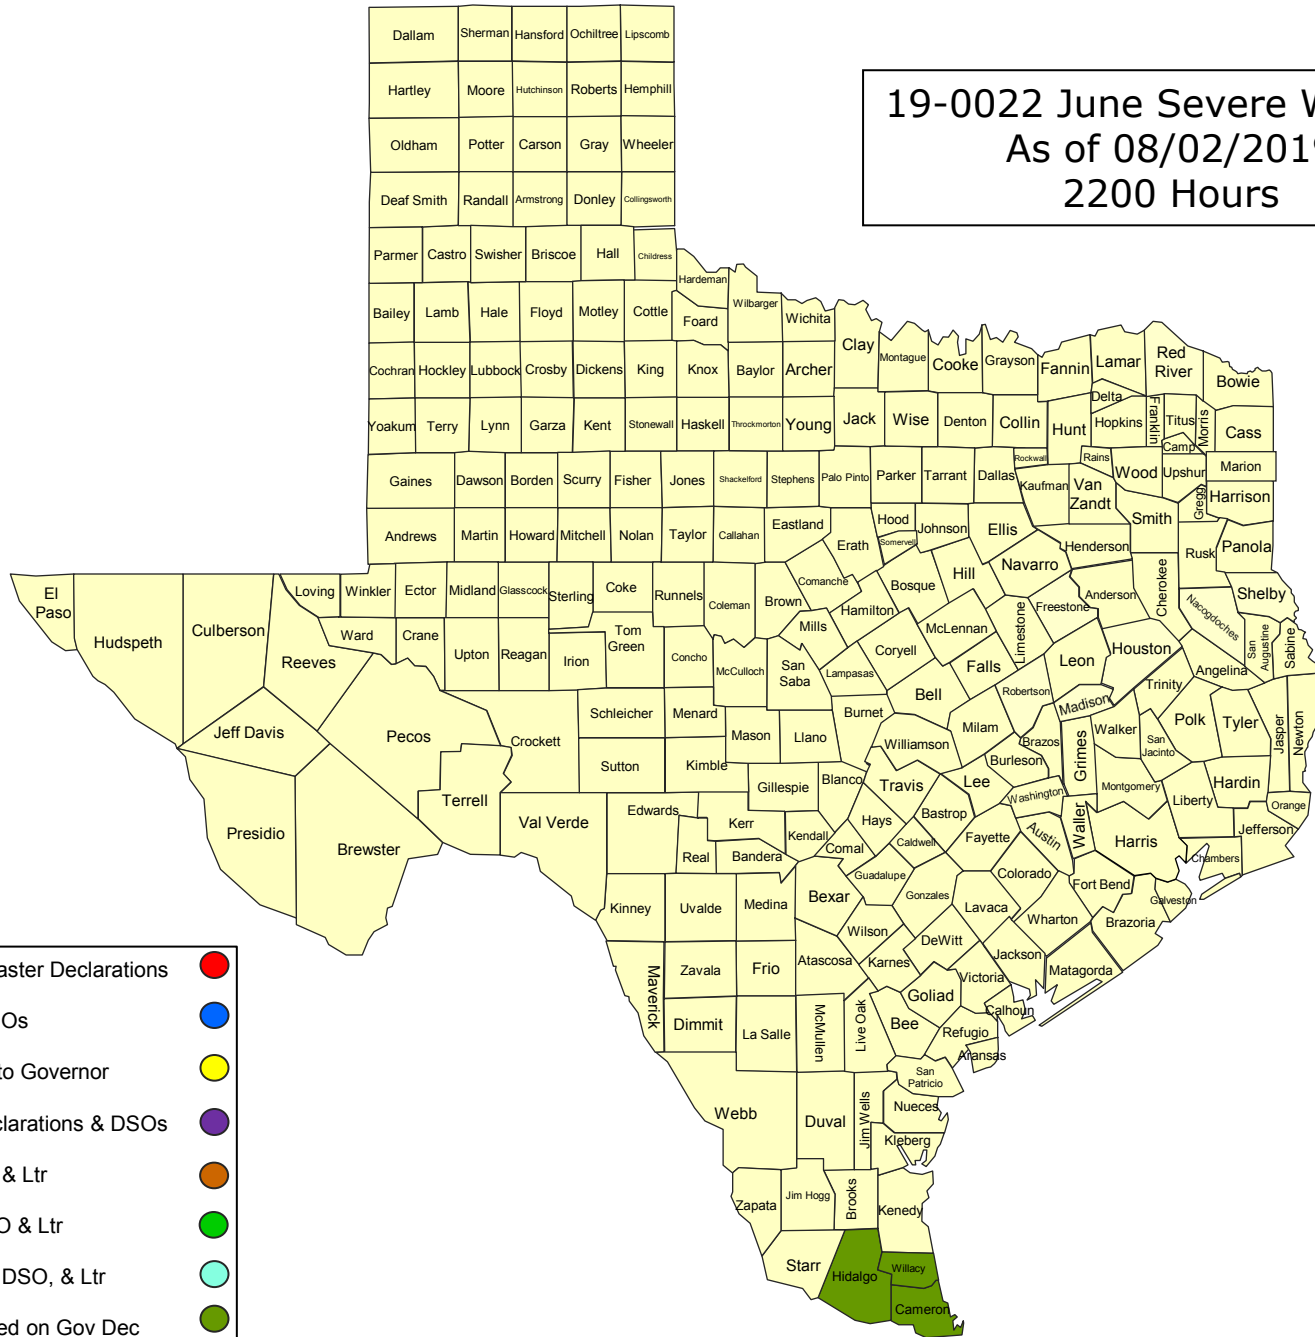 Dallam Sherman Hansford Ochiltree Lipscomb
Hartley Moore Hutchinson Roberts Hemphill
19-0022 June Severe
As of 08/02/201
2200 Hours
Oldham Potter Carson Gray Wheeler
Deaf Smith Randall Armstrong Donley Collingsworth
Parmer Castro Swisher Briscoe Hall Childress
Hardeman
Bailey Lamb Hale Floyd Motley Cottle Foard Wilbarger Wichita
Clay Montague Cooke Grayson Fannin Lamar Red River Bowie
Cochran Hockley Lubbock Crosby Dickens King Knox Baylor Archer
Delta
Yoakum Terry Lynn Garza Kent Stonewall Haskell Throckmorton Young Jack Wise Denton Collin Hunt Hopkins Franklin Titus Morris Cass
Camp
Rockwall Rains
Gaines Dawson Borden Scurry Fisher Jones Shackelford Stephens Palo Pinto Parker Tarrant Dallas Kaufman Van Zandt Wood Upshur Marion
Gregg Harrison
Andrews Martin Howard Mitchell Nolan Taylor Callahan Eastland Erath Hood Somervell Johnson Ellis Henderson Smith Rusk Panola
El Paso Hudspeth Culberson Loving Winkler Ector Midland Glasscock Sterling Coke Runnels Coleman Brown Comanche Hamilton Bosque Hill Navarro Freestone Anderson Cherokee Nacogdoches Shelby
Reeves Ward Crane Upton Reagan Irion Tom Green Concho McCulloch San Saba Mills Lampasas Coryell McLennan Limestone Falls Leon Houston Angelina San Augustine Sabine
Jeff Davis Pecos Crockett Schleicher Menard Mason Llano Burnet Bell Milam Robertson Madison Trinity Walker San Jacinto Polk Tyler Jasper Newton
Sutton Kimble Gillespie Blanco Williamson Travis Lee Burleson Brazos Grimes Washington Montgomery Liberty Hardin Orange
Presidio Brewster Terrell Val Verde Edwards Kerr Real Bandera Kendall Comal Hays Caldwell Bastrop Fayette Austin Waller Harris Jefferson Chambers
Kinney Uvalde Medina Bexar Guadalupe Gonzales Lavaca Colorado Wharton Fort Bend Brazoria Galveston
Maverick Zavala Frio Atascosa Wilson Karnes DeWitt Victoria Jackson Matagorda
Dimmit La Salle McMullen Live Oak Bee Goliad Refugio Calhoun Aransas
San Patricio
Webb Duval Jim Wells Nueces
Kleberg
Zapata Jim Hogg Brooks Kenedy
Starr Hidalgo Willacy
Cameron
aster Declarations
Os
to Governor
clarations & DSOs
& Ltr
O & Ltr
DSO, & Ltr
ed on Gov Dec